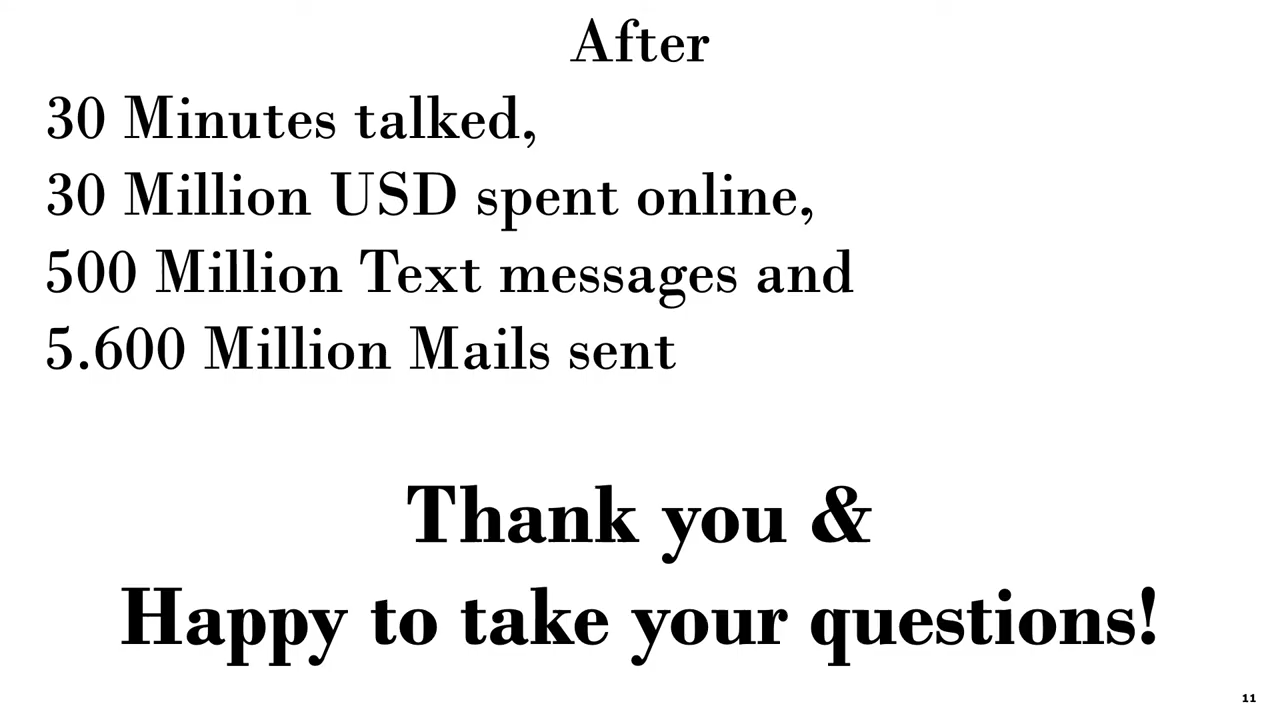 After
30 Minutes talked,
30 Million USD spent online,
500 Million Text messages and
5.600 Million Mails sent
Thank you &
Happy to take your questions!
11